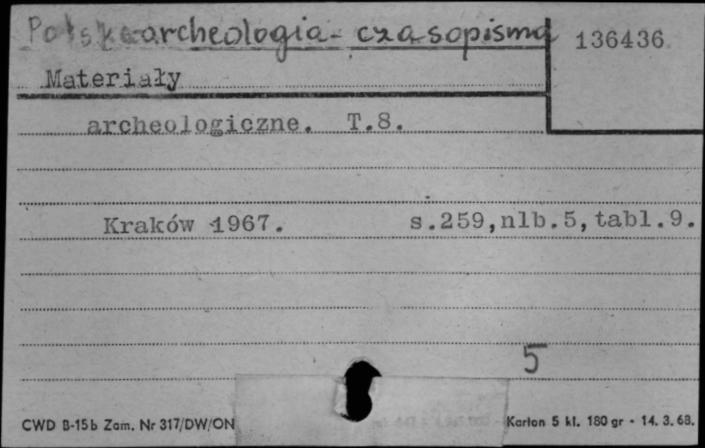 Polska archeologia - czasopisma
136436
Materiały
archeologiczne. T.8.
Kraków 1967. s.259,nlb.5,tabl.9.
5
CWD B-15b Zam. Nr 317/DW/ON
Karton 5 kl. 180 gr • 14. 3. 68.